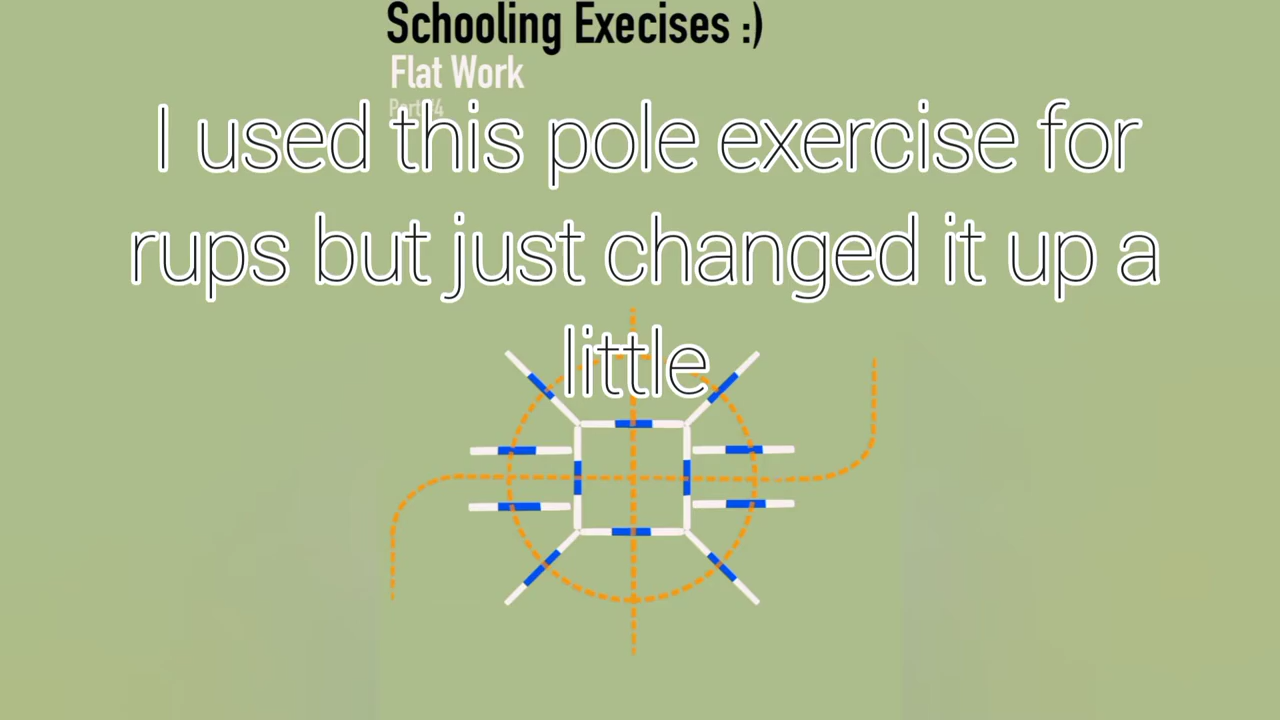 Schooling Execises :)
Flat Work
I used this pole exercise for
rups but just changed it up a
little